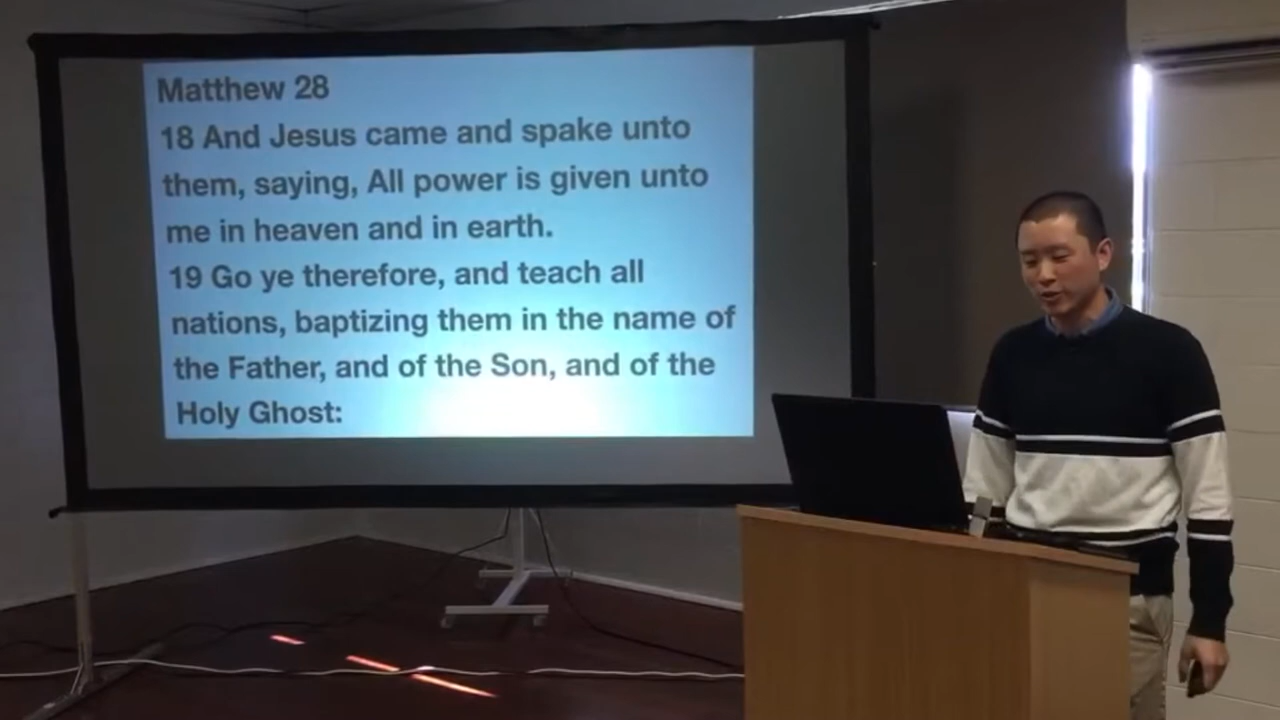 Matthew 28
18 And Jesus came and spake unto
them, saying, All power is given unto
me in heaven and in earth.
19 Go ye therefore, and teach all
nations, baptizing them in the name of
the Father, and of the Son, and of the
Holy Ghost: